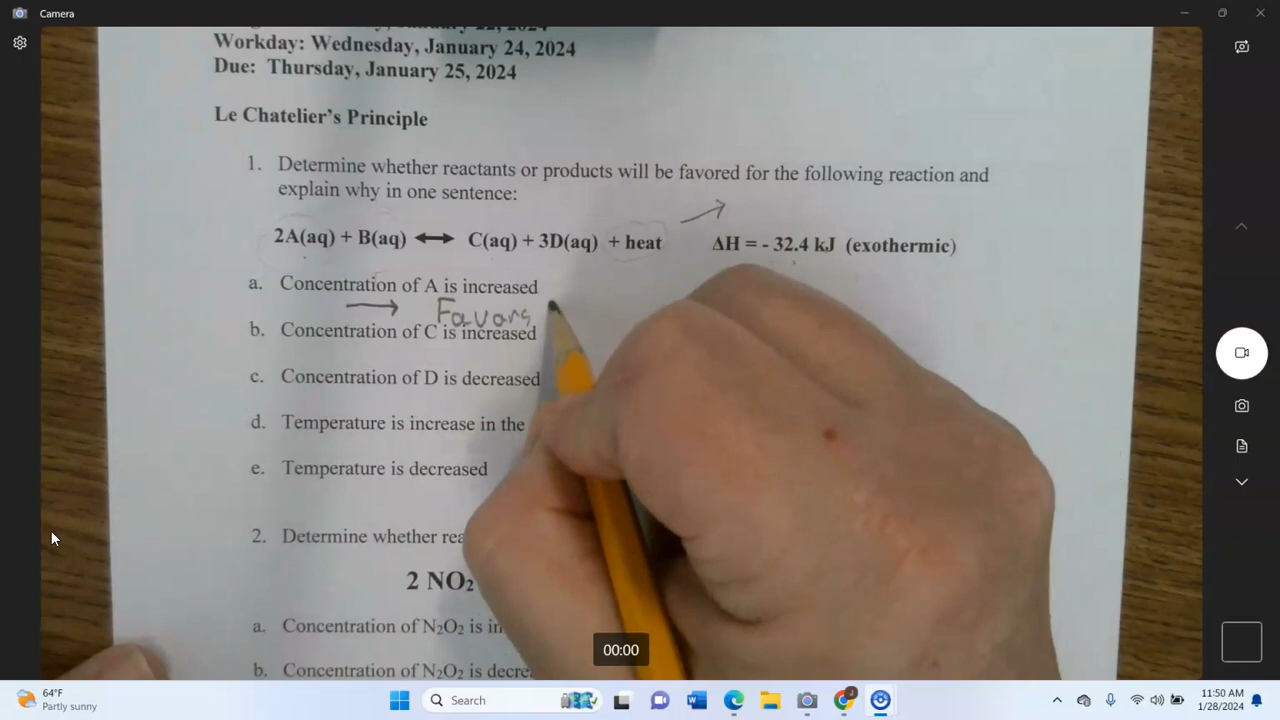 Camera
Workday: Wednesday, January 24, 2024
Due: Thursday, January 25, 2024
Le Chatelier's Principle
1. Determine whether reactants or products will be favored for the following reaction and
explain why in one sentence:
2A(aq) + B(aq) ⟷ C(aq) + 3D(aq) + heat ΔH = - 32.4 kJ (exothermic)
a. Concentration of A is increased
→ Favors
b. Concentration of C is increased
c. Concentration of D is decreased
d. Temperature is increase in the
e. Temperature is decreased
2. Determine whether rea
2 NO₂
a. Concentration of N₂O₂ is in
b. Concentration of N₂O₂ is decre
00:00
64°F
Partly sunny
Search
11:50 AM
1/28/2024